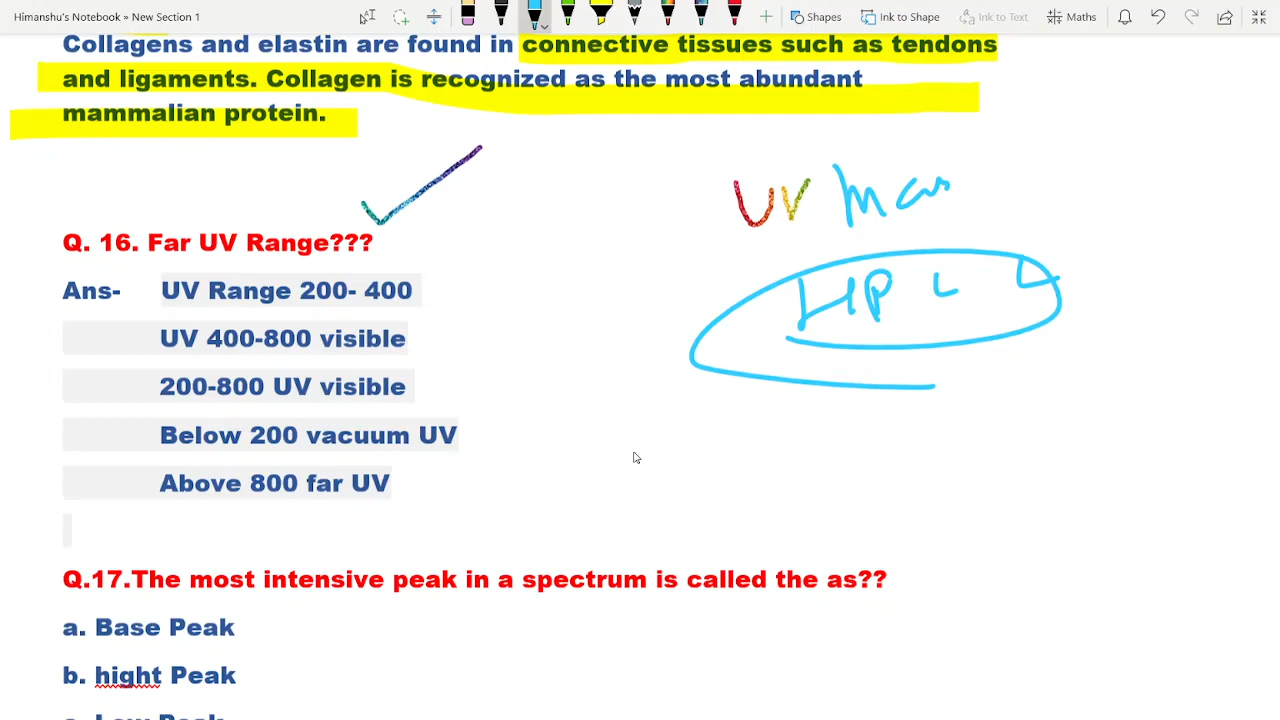 Himanshu's Notebook » New Section 1
Shapes
Ink to Shape
Ink to Text
Maths
Collagens and elastin are found in connective tissues such as tendons
and ligaments. Collagen is recognized as the most abundant
mammalian protein.
UV
Q. 16. Far UV Range???
Ans- UV Range 200- 400
HPL
UV 400-800 visible
200-800 UV visible
Below 200 vacuum UV
Above 800 far UV
Q.17.The most intensive peak in a spectrum is called the as??
a. Base Peak
b. hight Peak